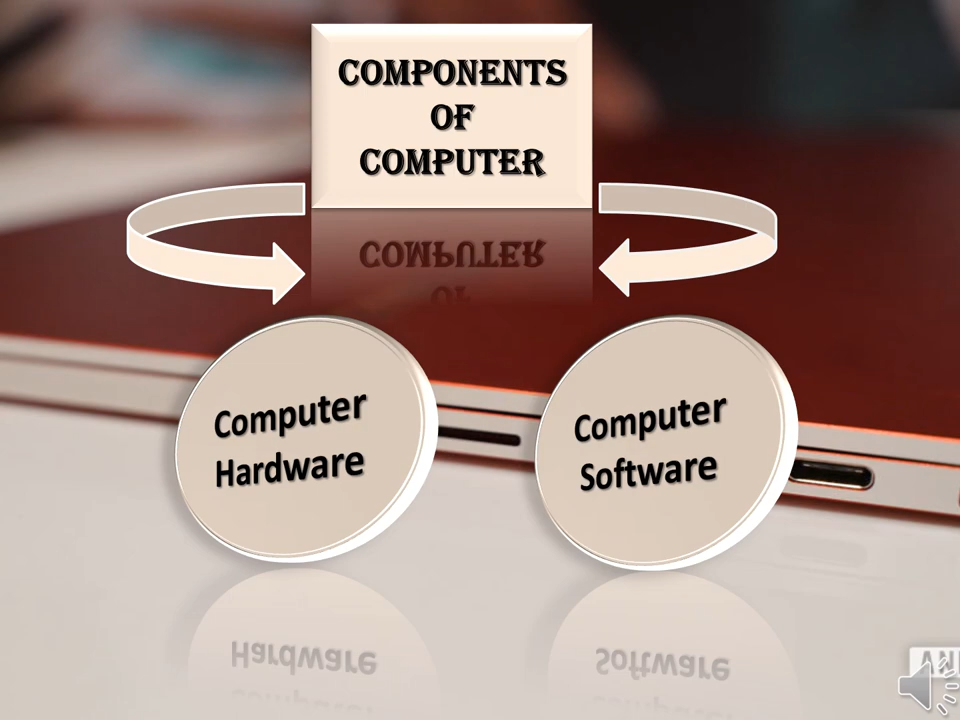 COMPONENTS
OF
COMPUTER
Computer
Hardware
Computer
Software